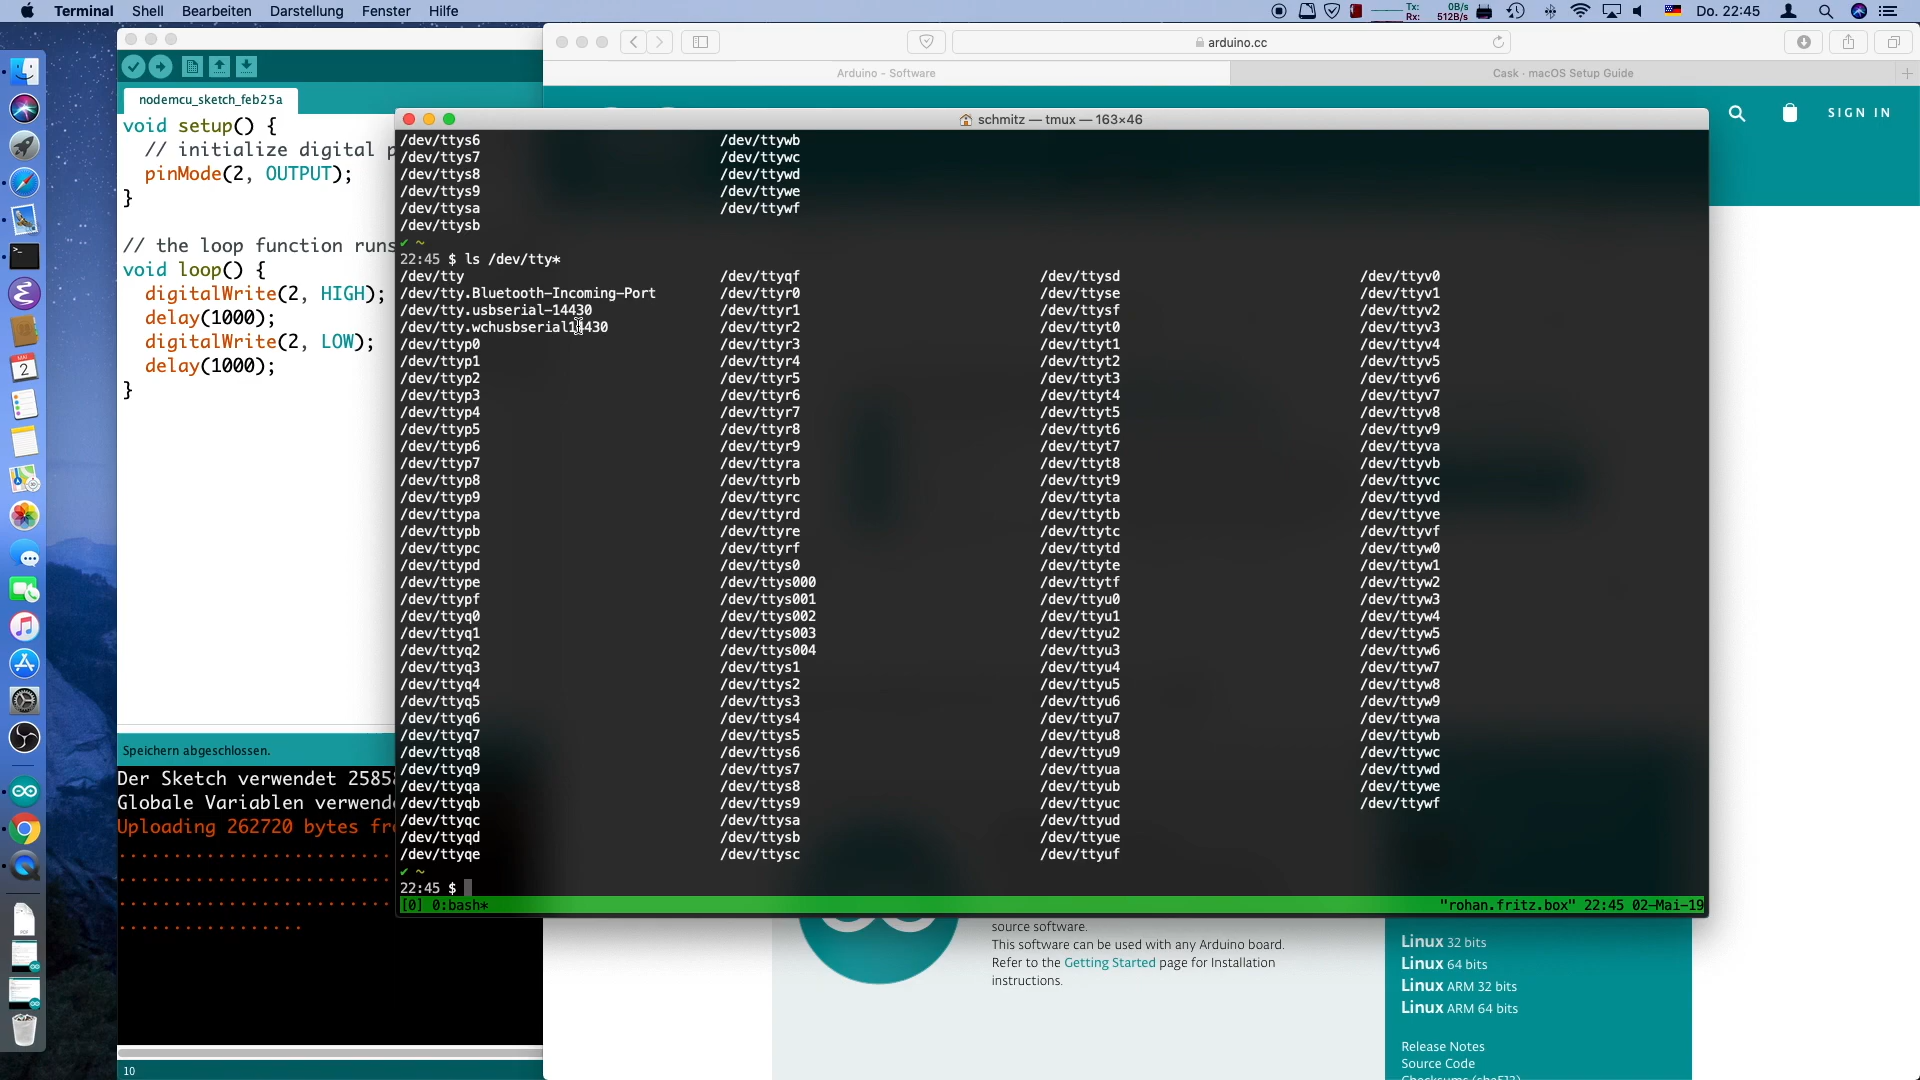 Terminal Shell Bearbeiten Darstellung Fenster Hilfe
Tx: 0B/s
Rx: 512B/s
Do. 22:45
arduino.cc
Arduino - Software
Cask · macOS Setup Guide
SIGN IN
nodemcu_sketch_feb25a
void setup() {
// initialize digital p
pinMode(2, OUTPUT);
}
// the loop function runs
void loop() {
digitalWrite(2, HIGH);
delay(1000);
digitalWrite(2, LOW);
delay(1000);
}
Speichern abgeschlossen.
Der Sketch verwendet 2585
Globale Variablen verwend
Uploading 262720 bytes fr
10
schmitz — tmux — 163×46
/dev/ttys6 /dev/ttywb
/dev/ttys7 /dev/ttywc
/dev/ttys8 /dev/ttywd
/dev/ttys9 /dev/ttywe
/dev/ttysa /dev/ttywf
/dev/ttysb
✔ ~
22:45 $ ls /dev/tty*
/dev/tty /dev/ttyqf /dev/ttysd /dev/ttyv0
/dev/tty.Bluetooth-Incoming-Port /dev/ttyr0 /dev/ttyse /dev/ttyv1
/dev/tty.usbserial-14430 /dev/ttyr1 /dev/ttysf /dev/ttyv2
/dev/tty.wchusbserial14430 /dev/ttyr2 /dev/ttyt0 /dev/ttyv3
/dev/ttyp0 /dev/ttyr3 /dev/ttyt1 /dev/ttyv4
/dev/ttyp1 /dev/ttyr4 /dev/ttyt2 /dev/ttyv5
/dev/ttyp2 /dev/ttyr5 /dev/ttyt3 /dev/ttyv6
/dev/ttyp3 /dev/ttyr6 /dev/ttyt4 /dev/ttyv7
/dev/ttyp4 /dev/ttyr7 /dev/ttyt5 /dev/ttyv8
/dev/ttyp5 /dev/ttyr8 /dev/ttyt6 /dev/ttyv9
/dev/ttyp6 /dev/ttyr9 /dev/ttyt7 /dev/ttyva
/dev/ttyp7 /dev/ttyra /dev/ttyt8 /dev/ttyvb
/dev/ttyp8 /dev/ttyrb /dev/ttyt9 /dev/ttyvc
/dev/ttyp9 /dev/ttyrc /dev/ttyta /dev/ttyvd
/dev/ttypa /dev/ttyrd /dev/ttytb /dev/ttyve
/dev/ttypb /dev/ttyre /dev/ttytc /dev/ttyvf
/dev/ttypc /dev/ttyrf /dev/ttytd /dev/ttyw0
/dev/ttypd /dev/ttys0 /dev/ttyte /dev/ttyw1
/dev/ttype /dev/ttys000 /dev/ttytf /dev/ttyw2
/dev/ttypf /dev/ttys001 /dev/ttyu0 /dev/ttyw3
/dev/ttyq0 /dev/ttys002 /dev/ttyu1 /dev/ttyw4
/dev/ttyq1 /dev/ttys003 /dev/ttyu2 /dev/ttyw5
/dev/ttyq2 /dev/ttys004 /dev/ttyu3 /dev/ttyw6
/dev/ttyq3 /dev/ttys1 /dev/ttyu4 /dev/ttyw7
/dev/ttyq4 /dev/ttys2 /dev/ttyu5 /dev/ttyw8
/dev/ttyq5 /dev/ttys3 /dev/ttyu6 /dev/ttyw9
/dev/ttyq6 /dev/ttys4 /dev/ttyu7 /dev/ttywa
/dev/ttyq7 /dev/ttys5 /dev/ttyu8 /dev/ttywb
/dev/ttyq8 /dev/ttys6 /dev/ttyu9 /dev/ttywc
/dev/ttyq9 /dev/ttys7 /dev/ttyua /dev/ttywd
/dev/ttyqa /dev/ttys8 /dev/ttyub /dev/ttywe
/dev/ttyqb /dev/ttys9 /dev/ttyuc /dev/ttywf
/dev/ttyqc /dev/ttysa /dev/ttyud
/dev/ttyqd /dev/ttysb /dev/ttyue
/dev/ttyqe /dev/ttysc /dev/ttyuf
✔ ~
22:45 $
[0] 0:bash* "rohan.fritz.box" 22:45 02-Mai-19
source software.
This software can be used with any Arduino board.
Refer to the Getting Started page for Installation
instructions.
Linux 32 bits
Linux 64 bits
Linux ARM 32 bits
Linux ARM 64 bits
Release Notes
Source Code